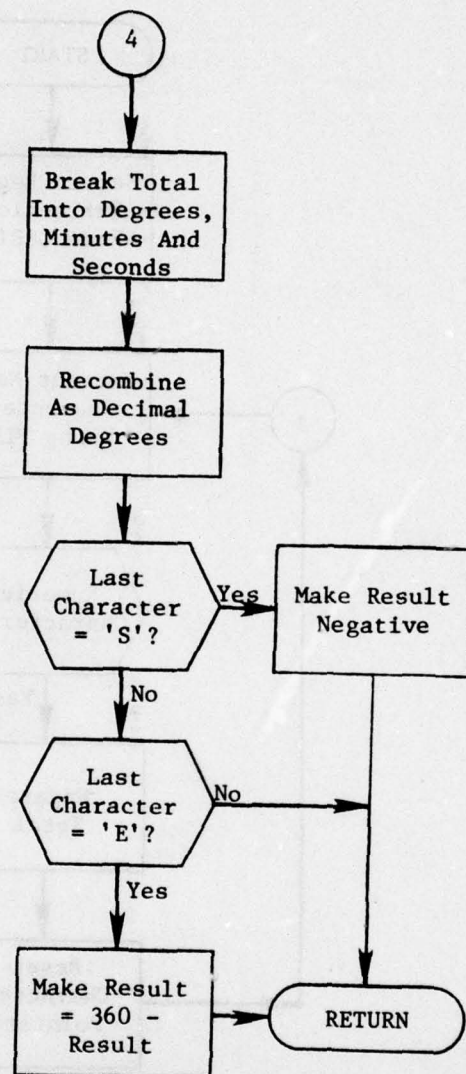 4
Break Total
Into Degrees,
Minutes And
Seconds
Recombine
As Decimal
Degrees
Last
Character
= 'S'?
Yes
Make Result
Negative
No
Last
Character
= 'E'?
No
Yes
Make Result
= 360 -
Result
RETURN